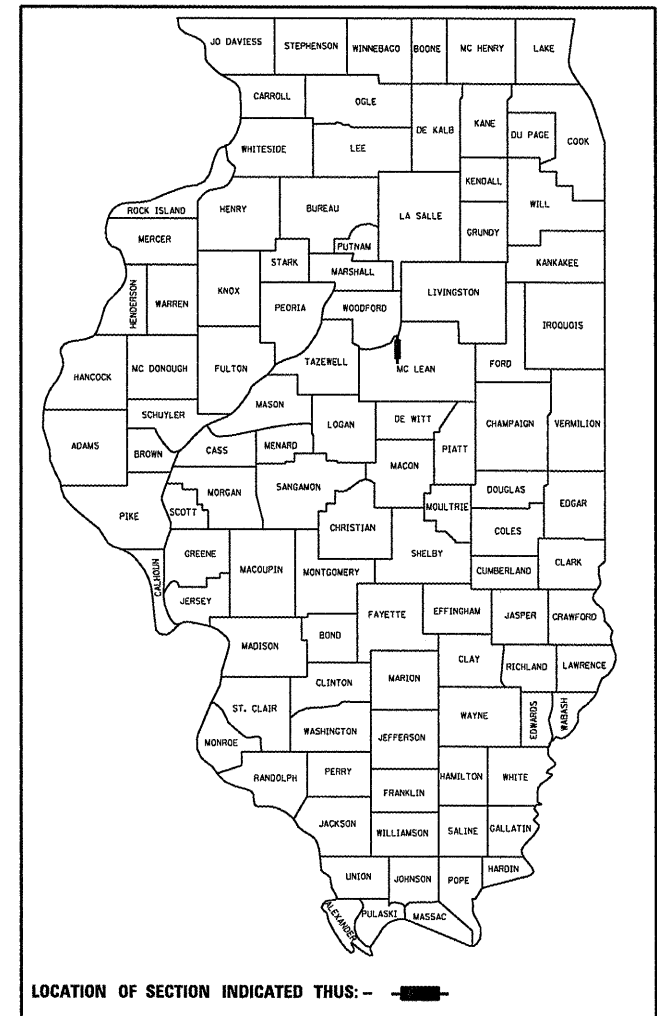 JO DAVIESS STEPHENSON WINNEBAGO BOONE MC HENRY LAKE
CARROLL OGLE DE KALB KANE DU PAGE COOK
WHITESIDE LEE KENDALL WILL
ROCK ISLAND HENRY BUREAU LA SALLE GRUNDY
MERCER PUTNAM KANKAKEE
STARK MARSHALL
HENDERSON WARREN KNOX PEORIA WOODFORD LIVINGSTON IROQUOIS
HANCOCK MC DONOUGH FULTON TAZEWELL MC LEAN FORD
SCHUYLER MASON LOGAN DE WITT CHAMPAIGN VERMILION
ADAMS BROWN CASS MENARD MACON PIATT
PIKE SCOTT MORGAN SANGAMON CHRISTIAN MOULTRIE DOUGLAS EDGAR
COLES
CALHOUN GREENE MACOUPIN MONTGOMERY SHELBY CUMBERLAND CLARK
JERSEY FAYETTE EFFINGHAM JASPER CRAWFORD
MADISON BOND
CLINTON MARION CLAY RICHLAND LAWRENCE
ST. CLAIR WASHINGTON JEFFERSON WAYNE EDWARDS WABASH
MONROE
RANDOLPH PERRY FRANKLIN HAMILTON WHITE
JACKSON WILLIAMSON SALINE GALLATIN
UNION JOHNSON POPE HARDIN
ALEXANDER PULASKI MASSAC
LOCATION OF SECTION INDICATED THUS: –